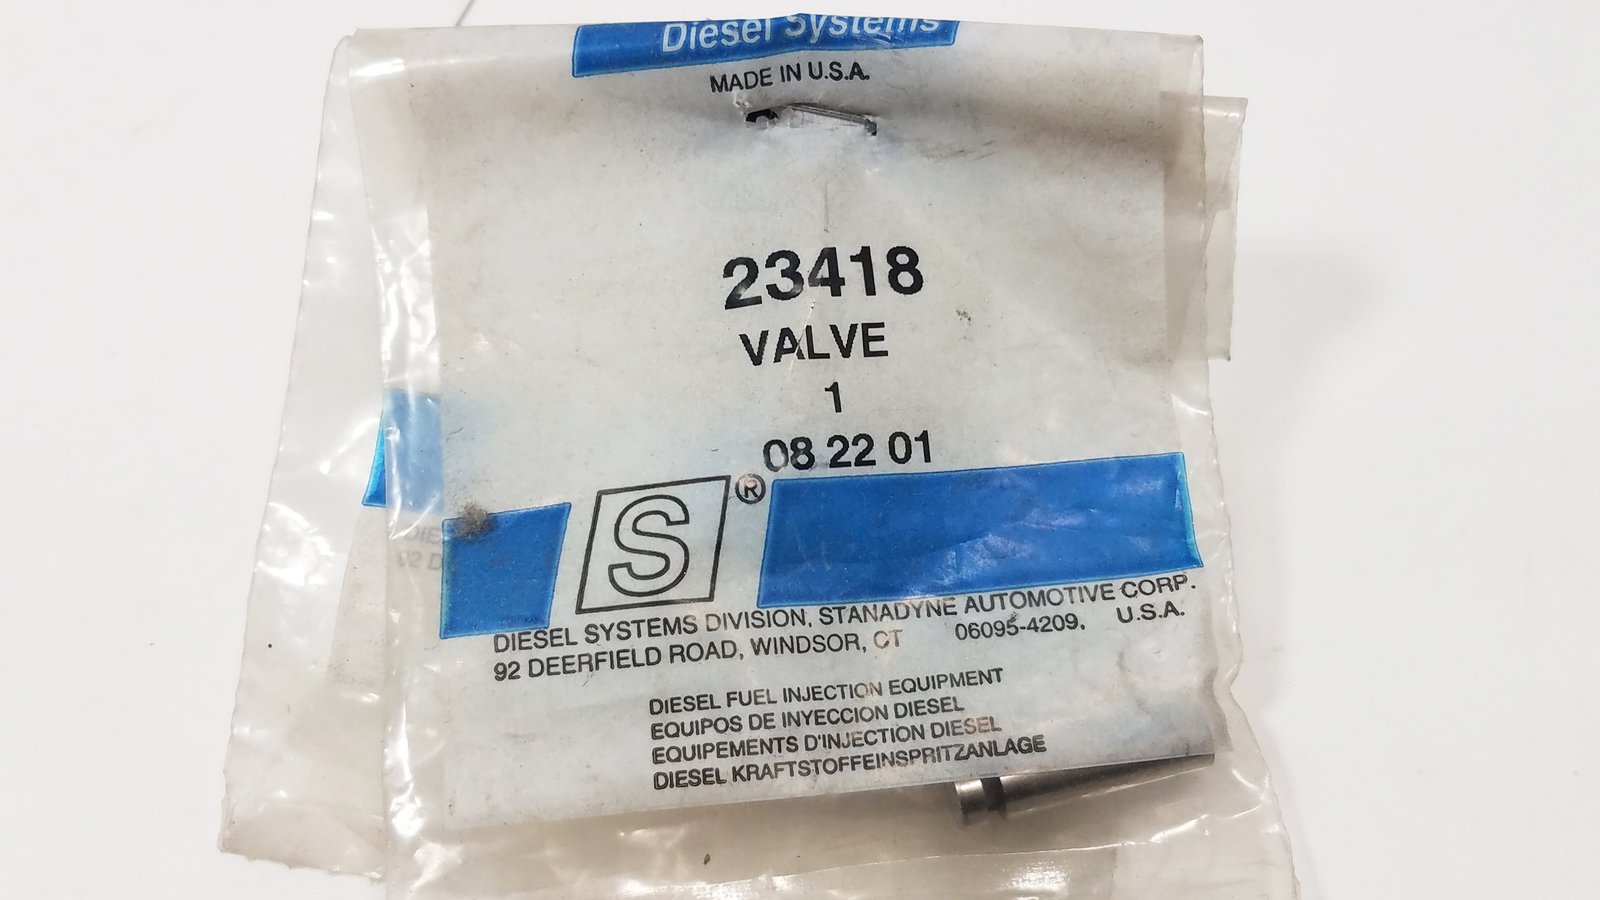 Diesel Systems
MADE IN U.S.A.
23418
VALVE
1
08 22 01
S ®
DIESEL SYSTEMS DIVISION, STANADYNE AUTOMOTIVE CORP.
92 DEERFIELD ROAD, WINDSOR, CT 06095-4209. U.S.A.
DIESEL FUEL INJECTION EQUIPMENT
EQUIPOS DE INYECCION DIESEL
EQUIPEMENTS D'INJECTION DIESEL
DIESEL KRAFTSTOFFEINSPRITZANLAGE